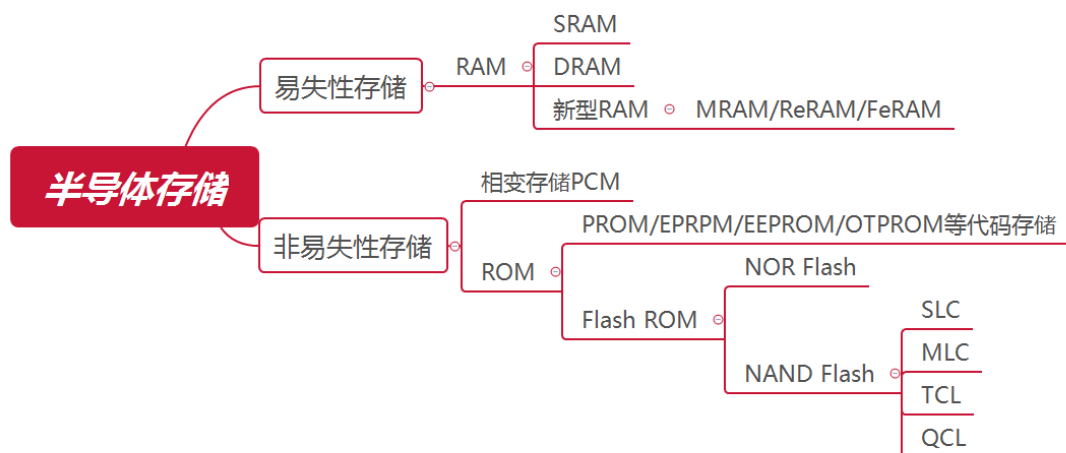 半导体存储
易失性存储
RAM
SRAM
DRAM
新型RAM
MRAM/ReRAM/FeRAM
非易失性存储
相变存储PCM
ROM
PROM/EPRPM/EEPROM/OTPROM等代码存储
Flash ROM
NOR Flash
NAND Flash
SLC
MLC
TCL
QCL